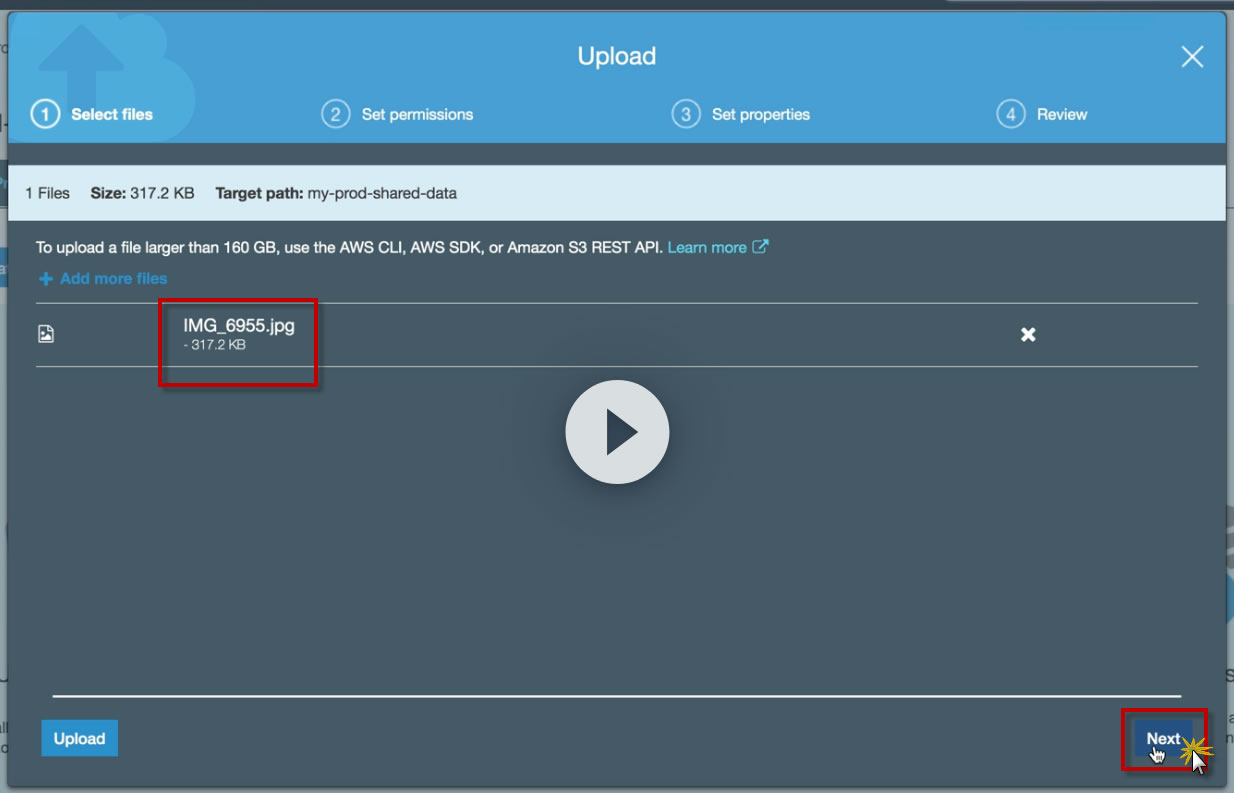 Upload
1 Select files
2 Set permissions
3 Set properties
4 Review
1 Files Size: 317.2 KB Target path: my-prod-shared-data
To upload a file larger than 160 GB, use the AWS CLI, AWS SDK, or Amazon S3 REST API. Learn more
Add more files
IMG_6955.jpg
- 317.2 KB
Upload
Next